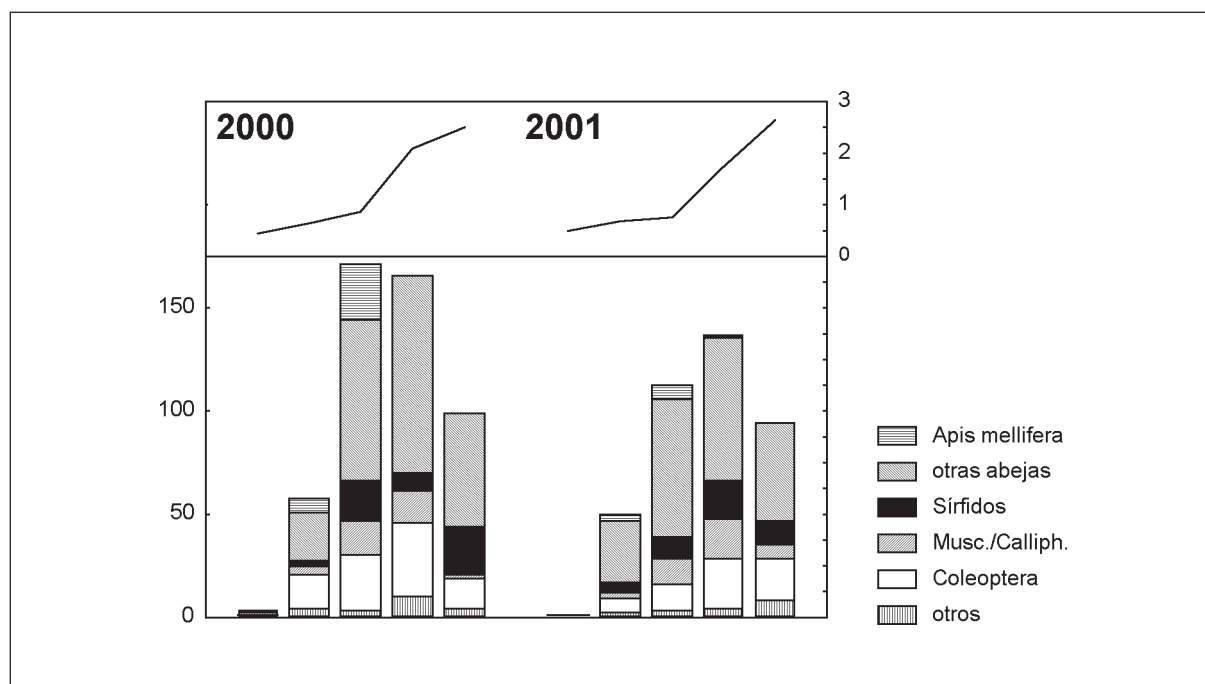 2000
2001
3
2
1
0
150
100
50
0
Apis mellifera
otras abejas
Sírfidos
Musc./Calliph.
Coleoptera
otros